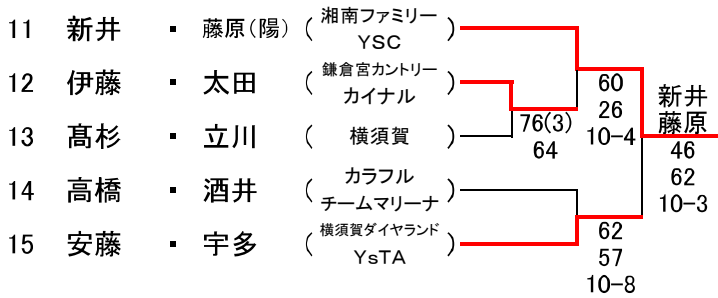 11 新井 ・ 藤原(陽) (湘南ファミリー YSC)
12 伊藤 ・ 太田 (鎌倉宮カントリー カイナル)
13 髙杉 ・ 立川 (横須賀)
14 高橋 ・ 酒井 (カラフル チームマリーナ)
15 安藤 ・ 宇多 (横須賀ダイヤランド YsTA)
76(3)
64
60
26
10-4
62
57
10-8
新井
藤原
46
62
10-3